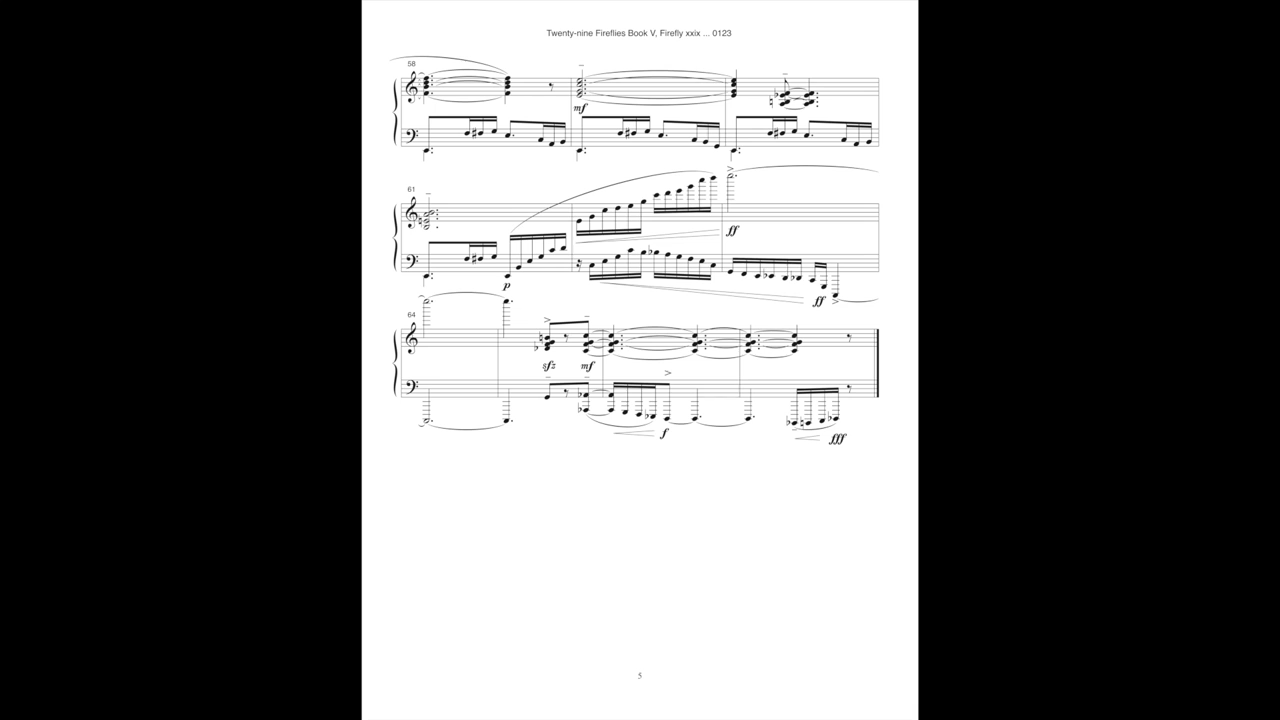 Twenty-nine Fireflies Book V, Firefly xxix ... 0123
58
mf
61
p
ff
ff
64
sfz mf
f
fff
5